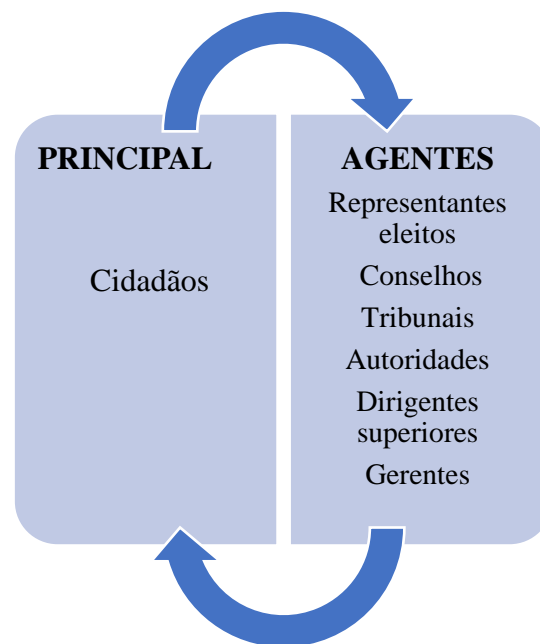 PRINCIPAL
Cidadãos
AGENTES
Representantes
eleitos
Conselhos
Tribunais
Autoridades
Dirigentes
superiores
Gerentes